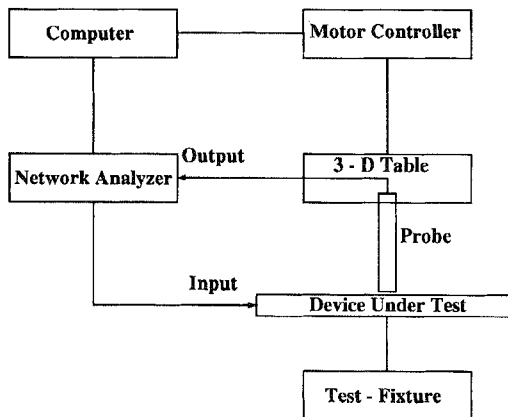 Computer
Motor Controller
Output
3 - D Table
Network Analyzer
Probe
Input
Device Under Test
Test - Fixture